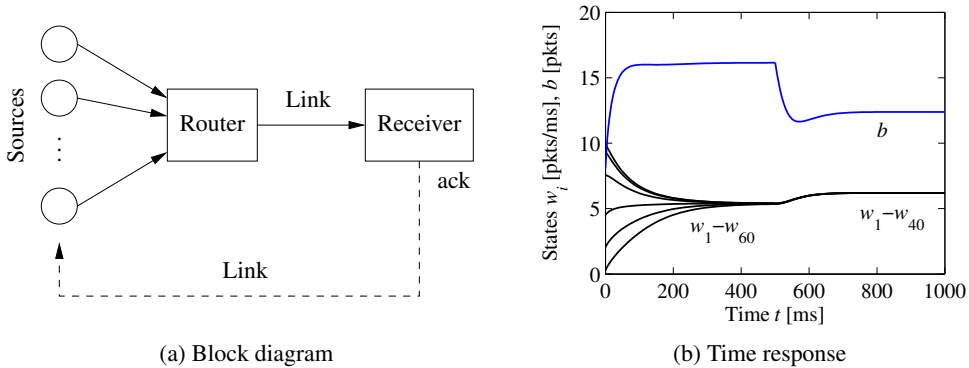 Sources
⋮
Router
Link
Receiver
ack
Link
(a) Block diagram
States w_i [pkts/ms], b [pkts]
20
15
10
5
0
b
w_1−w_60
w_1−w_40
0 200 400 600 800 1000
Time t [ms]
(b) Time response